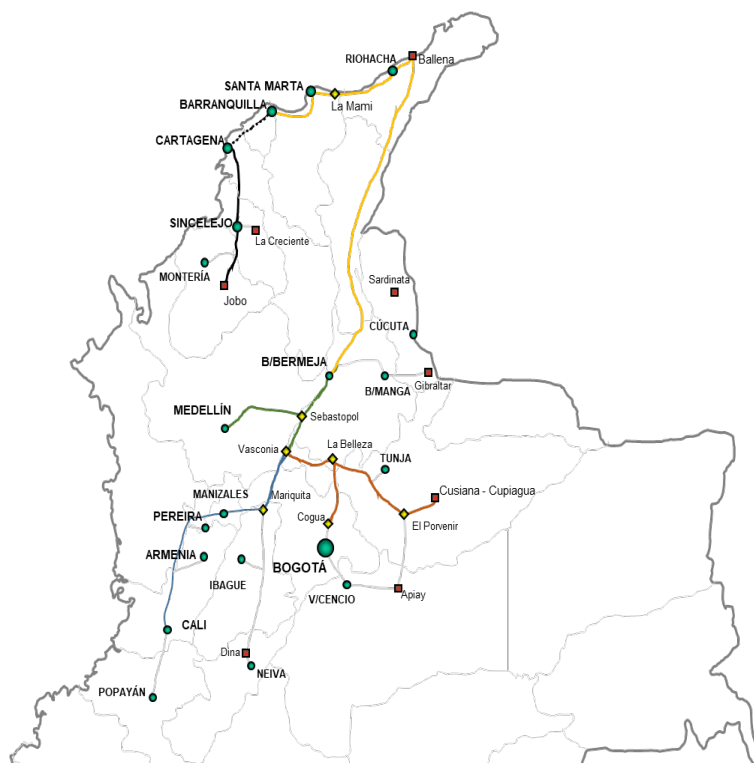 RIOHACHA
Ballena
SANTA MARTA
La Mami
BARRANQUILLA
CARTAGENA
SINCELEJO
La Creciente
MONTERÍA
Jobo
Sardinata
CÚCUTA
B/BERMEJA
B/MANGA
Gibraltar
MEDELLÍN
Sebastopol
Vasconia
La Belleza
TUNJA
Cusiana - Cupiagua
MANIZALES
Mariquita
PEREIRA
Cogua
El Porvenir
ARMENIA
IBAGUE
BOGOTÁ
V/CENCIO
Apiay
CALI
Dina
NEIVA
POPAYÁN